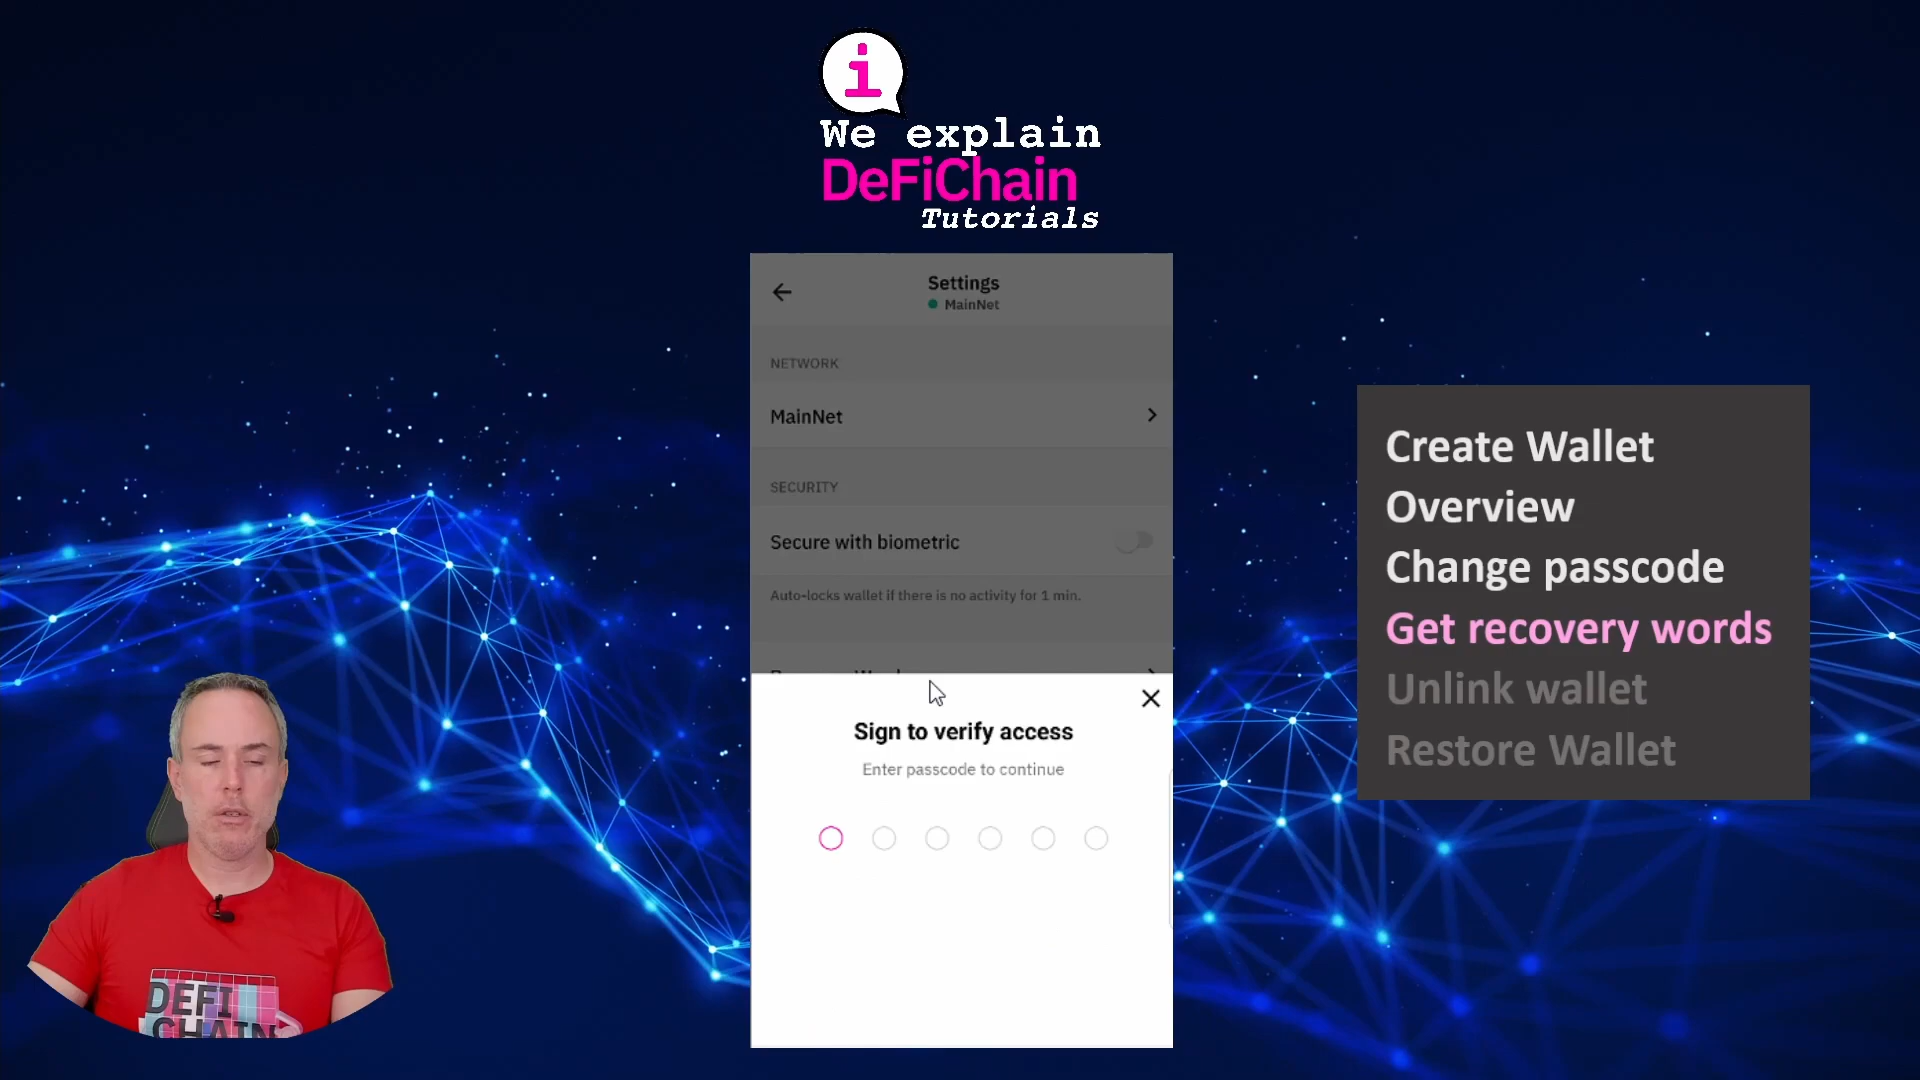 i
We explain
DeFiChain
Tutorials
Settings
MainNet
NETWORK
MainNet
SECURITY
Secure with biometric
Auto-locks wallet if there is no activity for 1 min.
Sign to verify access
Enter passcode to continue
Create Wallet
Overview
Change passcode
Get recovery words
Unlink wallet
Restore Wallet
DEFI
CHAIN